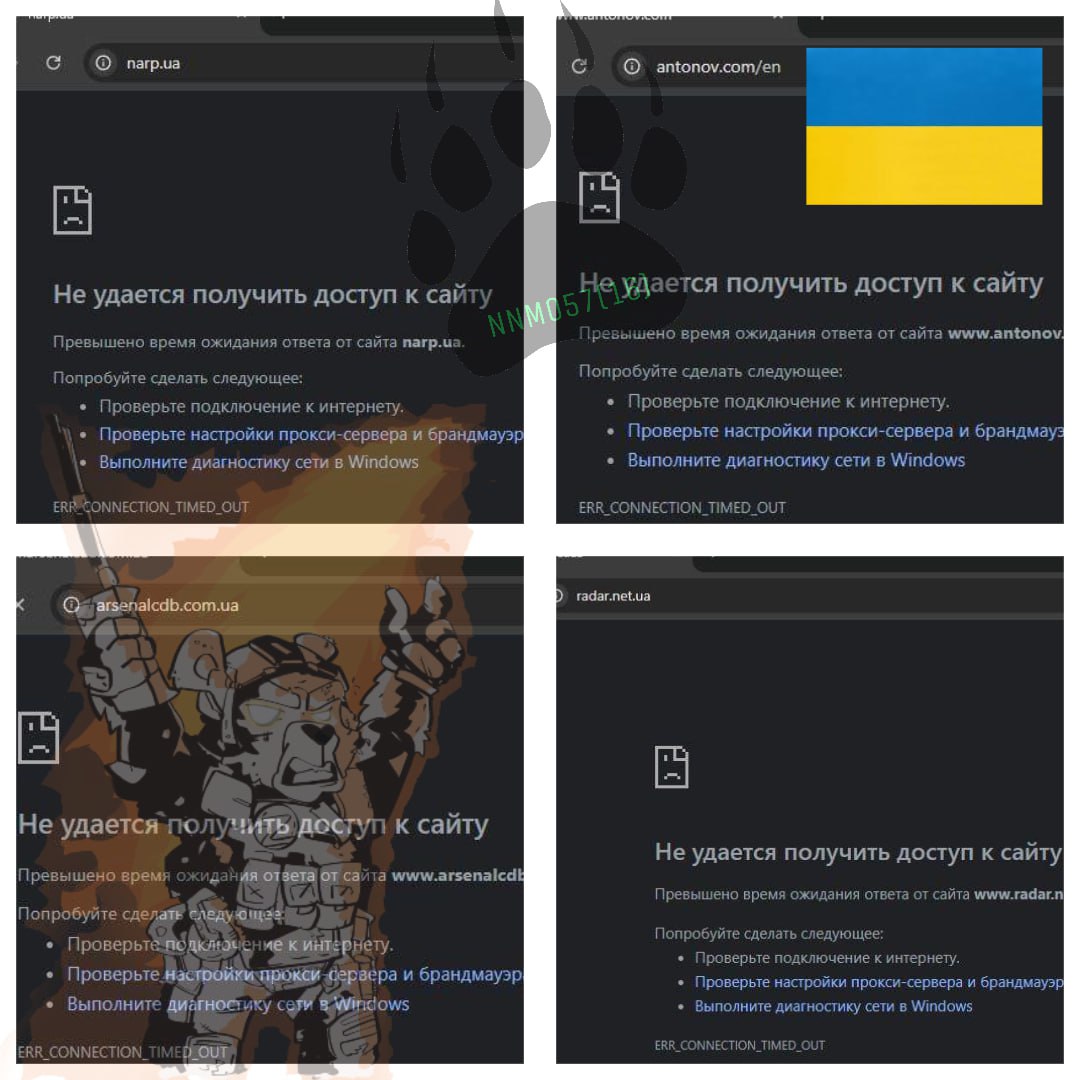 narp.ua
Не удается получить доступ к сайту
Превышено время ожидания ответа от сайта narp.ua.
Попробуйте сделать следующее:
Проверьте подключение к интернету.
Проверьте настройки прокси-сервера и брандмауэр
Выполните диагностику сети в Windows
ERR_CONNECTION_TIMED_OUT
www.antonov.com
antonov.com/en
Не удается получить доступ к сайту
NNM057(16)
Превышено время ожидания ответа от сайта www.antonov.
Попробуйте сделать следующее:
Проверьте подключение к интернету.
Проверьте настройки прокси-сервера и брандмауэ
Выполните диагностику сети в Windows
ERR_CONNECTION_TIMED_OUT
arsenalcdb.com.ua
Не удается получить доступ к сайту
Превышено время ожидания ответа от сайта www.arsenalcdb
Попробуйте сделать следующее:
Проверьте подключение к интернету.
Проверьте настройки прокси-сервера и брандмауэр
Выполните диагностику сети в Windows
ERR_CONNECTION_TIMED_OUT
radar.net.ua
Не удается получить доступ к сайту
Превышено время ожидания ответа от сайта www.radar.n
Попробуйте сделать следующее:
Проверьте подключение к интернету.
Проверьте настройки прокси-сервера и брандмауэр
Выполните диагностику сети в Windows
ERR_CONNECTION_TIMED_OUT